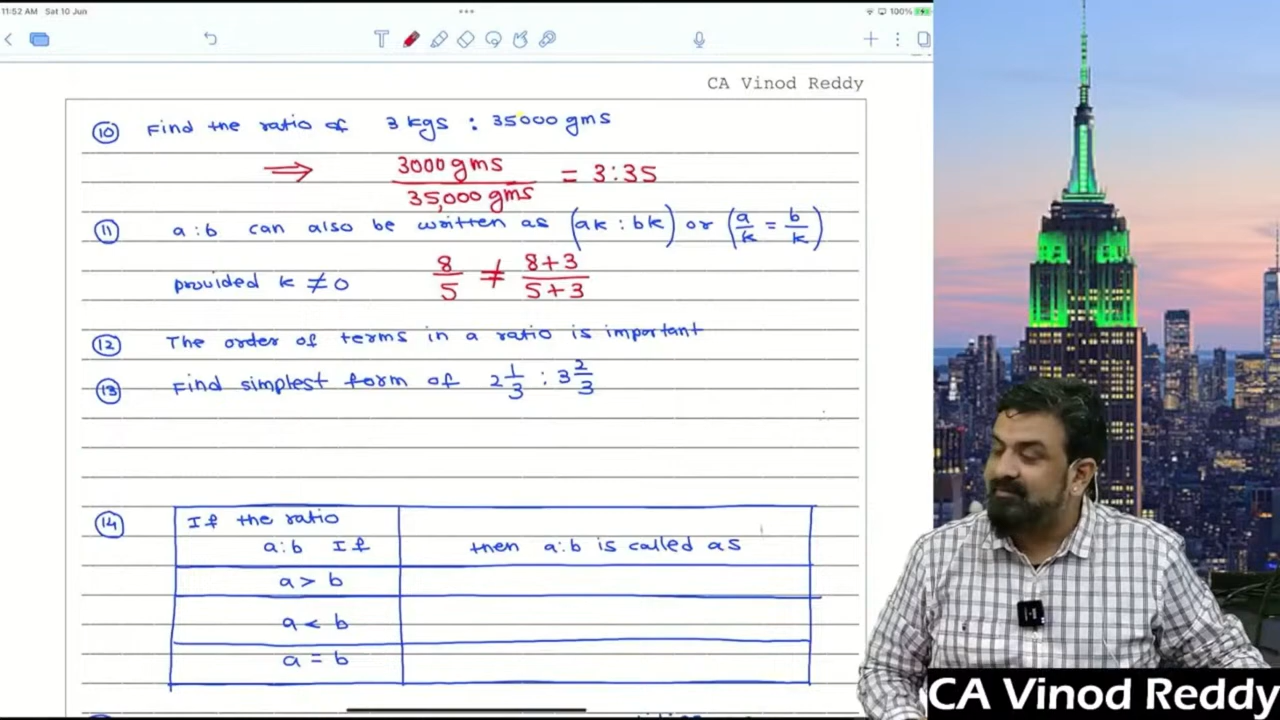 11:52 AM Sat 10 Jun
100%
CA Vinod Reddy
10 Find the ratio of 3 kgs : 35000 gms
⇒ 3000 gms / 35,000 gms = 3:35
11 a:b can also be written as (ak : bk) or (a/k = b/k)
provided k ≠ 0 8/5 ≠ 8+3/5+3
12 The order of terms in a ratio is important
13 Find simplest form of 2 1/3 : 3 2/3
14 If the ratio
a:b If then a:b is called as
a > b
a < b
a = b
CA Vinod Reddy